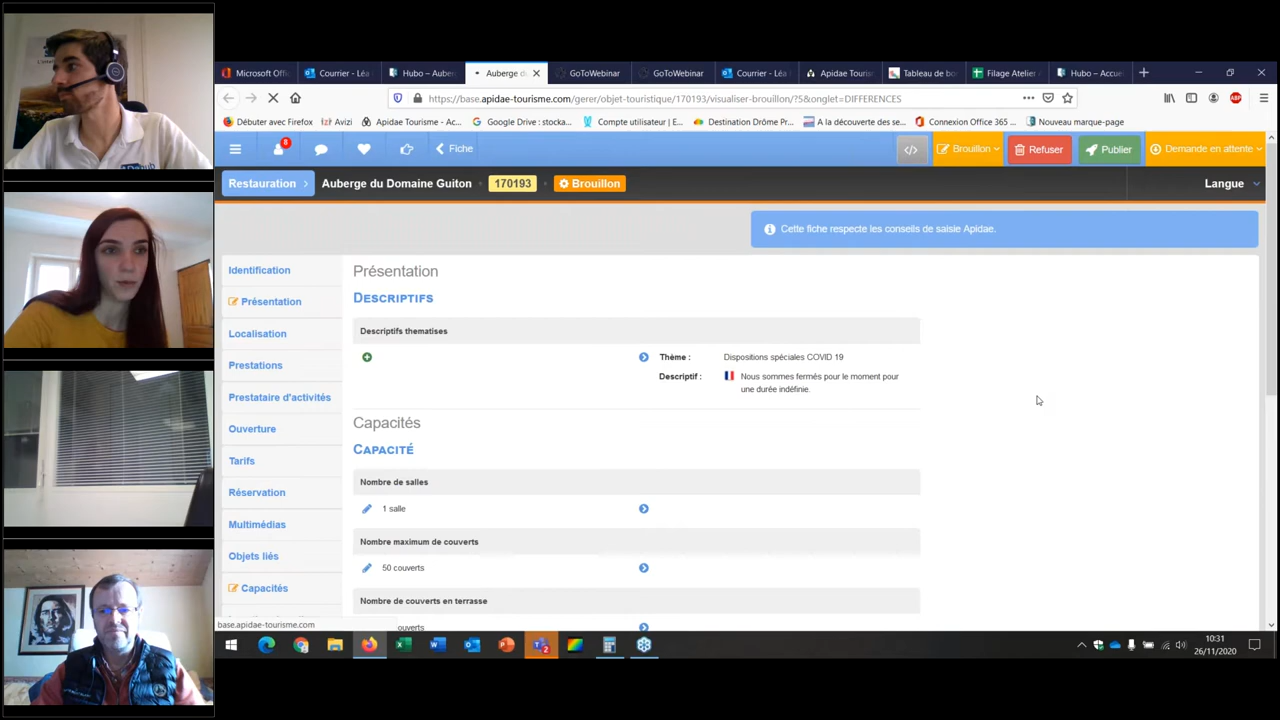 Microsoft Offi
Courrier - Léa
Hubo – Auber
Auberge du
GoToWebinar
GoToWebinar
Courrier - Léa
Apidae Touris
Tableau de bor
Filage Atelier
Hubo – Accue
https://base.apidae-tourisme.com/gerer/objet-touristique/170193/visualiser-brouillon/?5&onglet=DIFFERENCES
ABP
Débuter avec Firefox
Avizi
Apidae Tourisme - Ac...
Google Drive : stocka...
Compte utilisateur | E...
Destination Drôme Pr...
A la découverte des se...
Connexion Office 365 ...
Nouveau marque-page
8
Fiche
Brouillon
Refuser
Publier
Demande en attente
Restauration
Auberge du Domaine Guiton
170193
Brouillon
Langue
Cette fiche respecte les conseils de saisie Apidae.
Identification
Présentation
Localisation
Prestations
Prestataire d'activités
Ouverture
Tarifs
Réservation
Multimédias
Objets liés
Capacités
Présentation
DESCRIPTIFS
Descriptifs thematises
Thème : Dispositions spéciales COVID 19
Descriptif : Nous sommes fermés pour le moment pour
une durée indéfinie.
Capacités
CAPACITÉ
Nombre de salles
1 salle
Nombre maximum de couverts
50 couverts
Nombre de couverts en terrasse
base.apidae-tourisme.com
10:31
26/11/2020